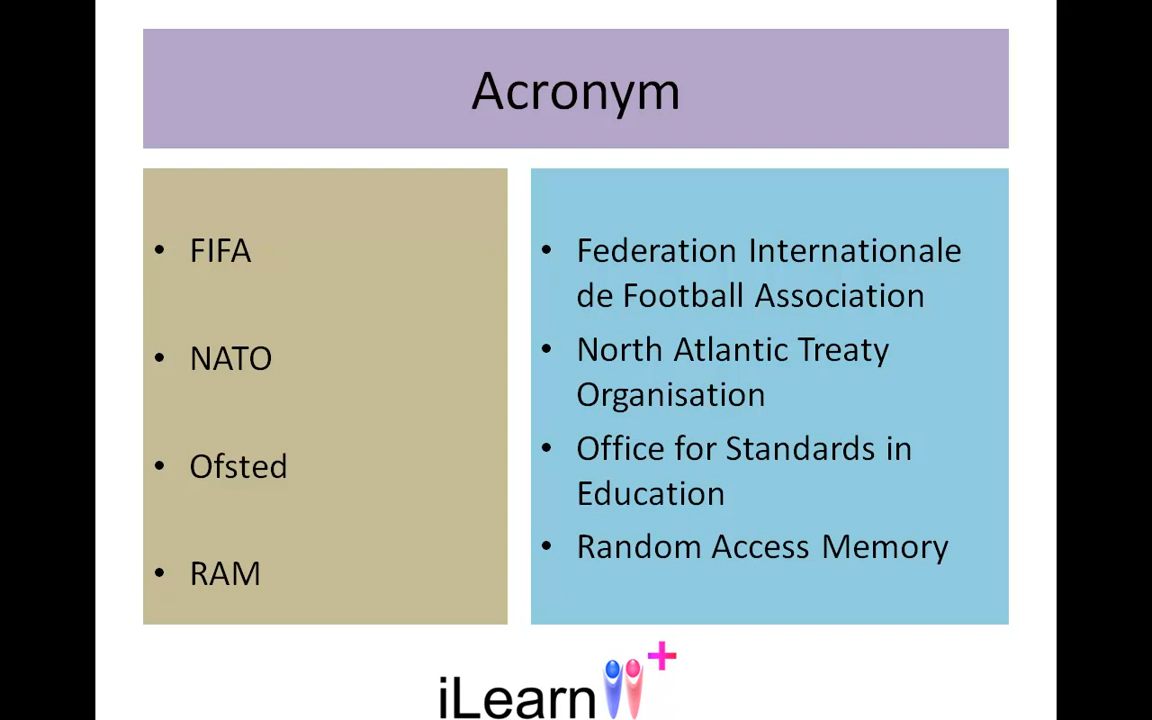 Acronym
• FIFA
• NATO
• Ofsted
• RAM
• Federation Internationale
de Football Association
• North Atlantic Treaty
Organisation
• Office for Standards in
Education
• Random Access Memory
iLearn+